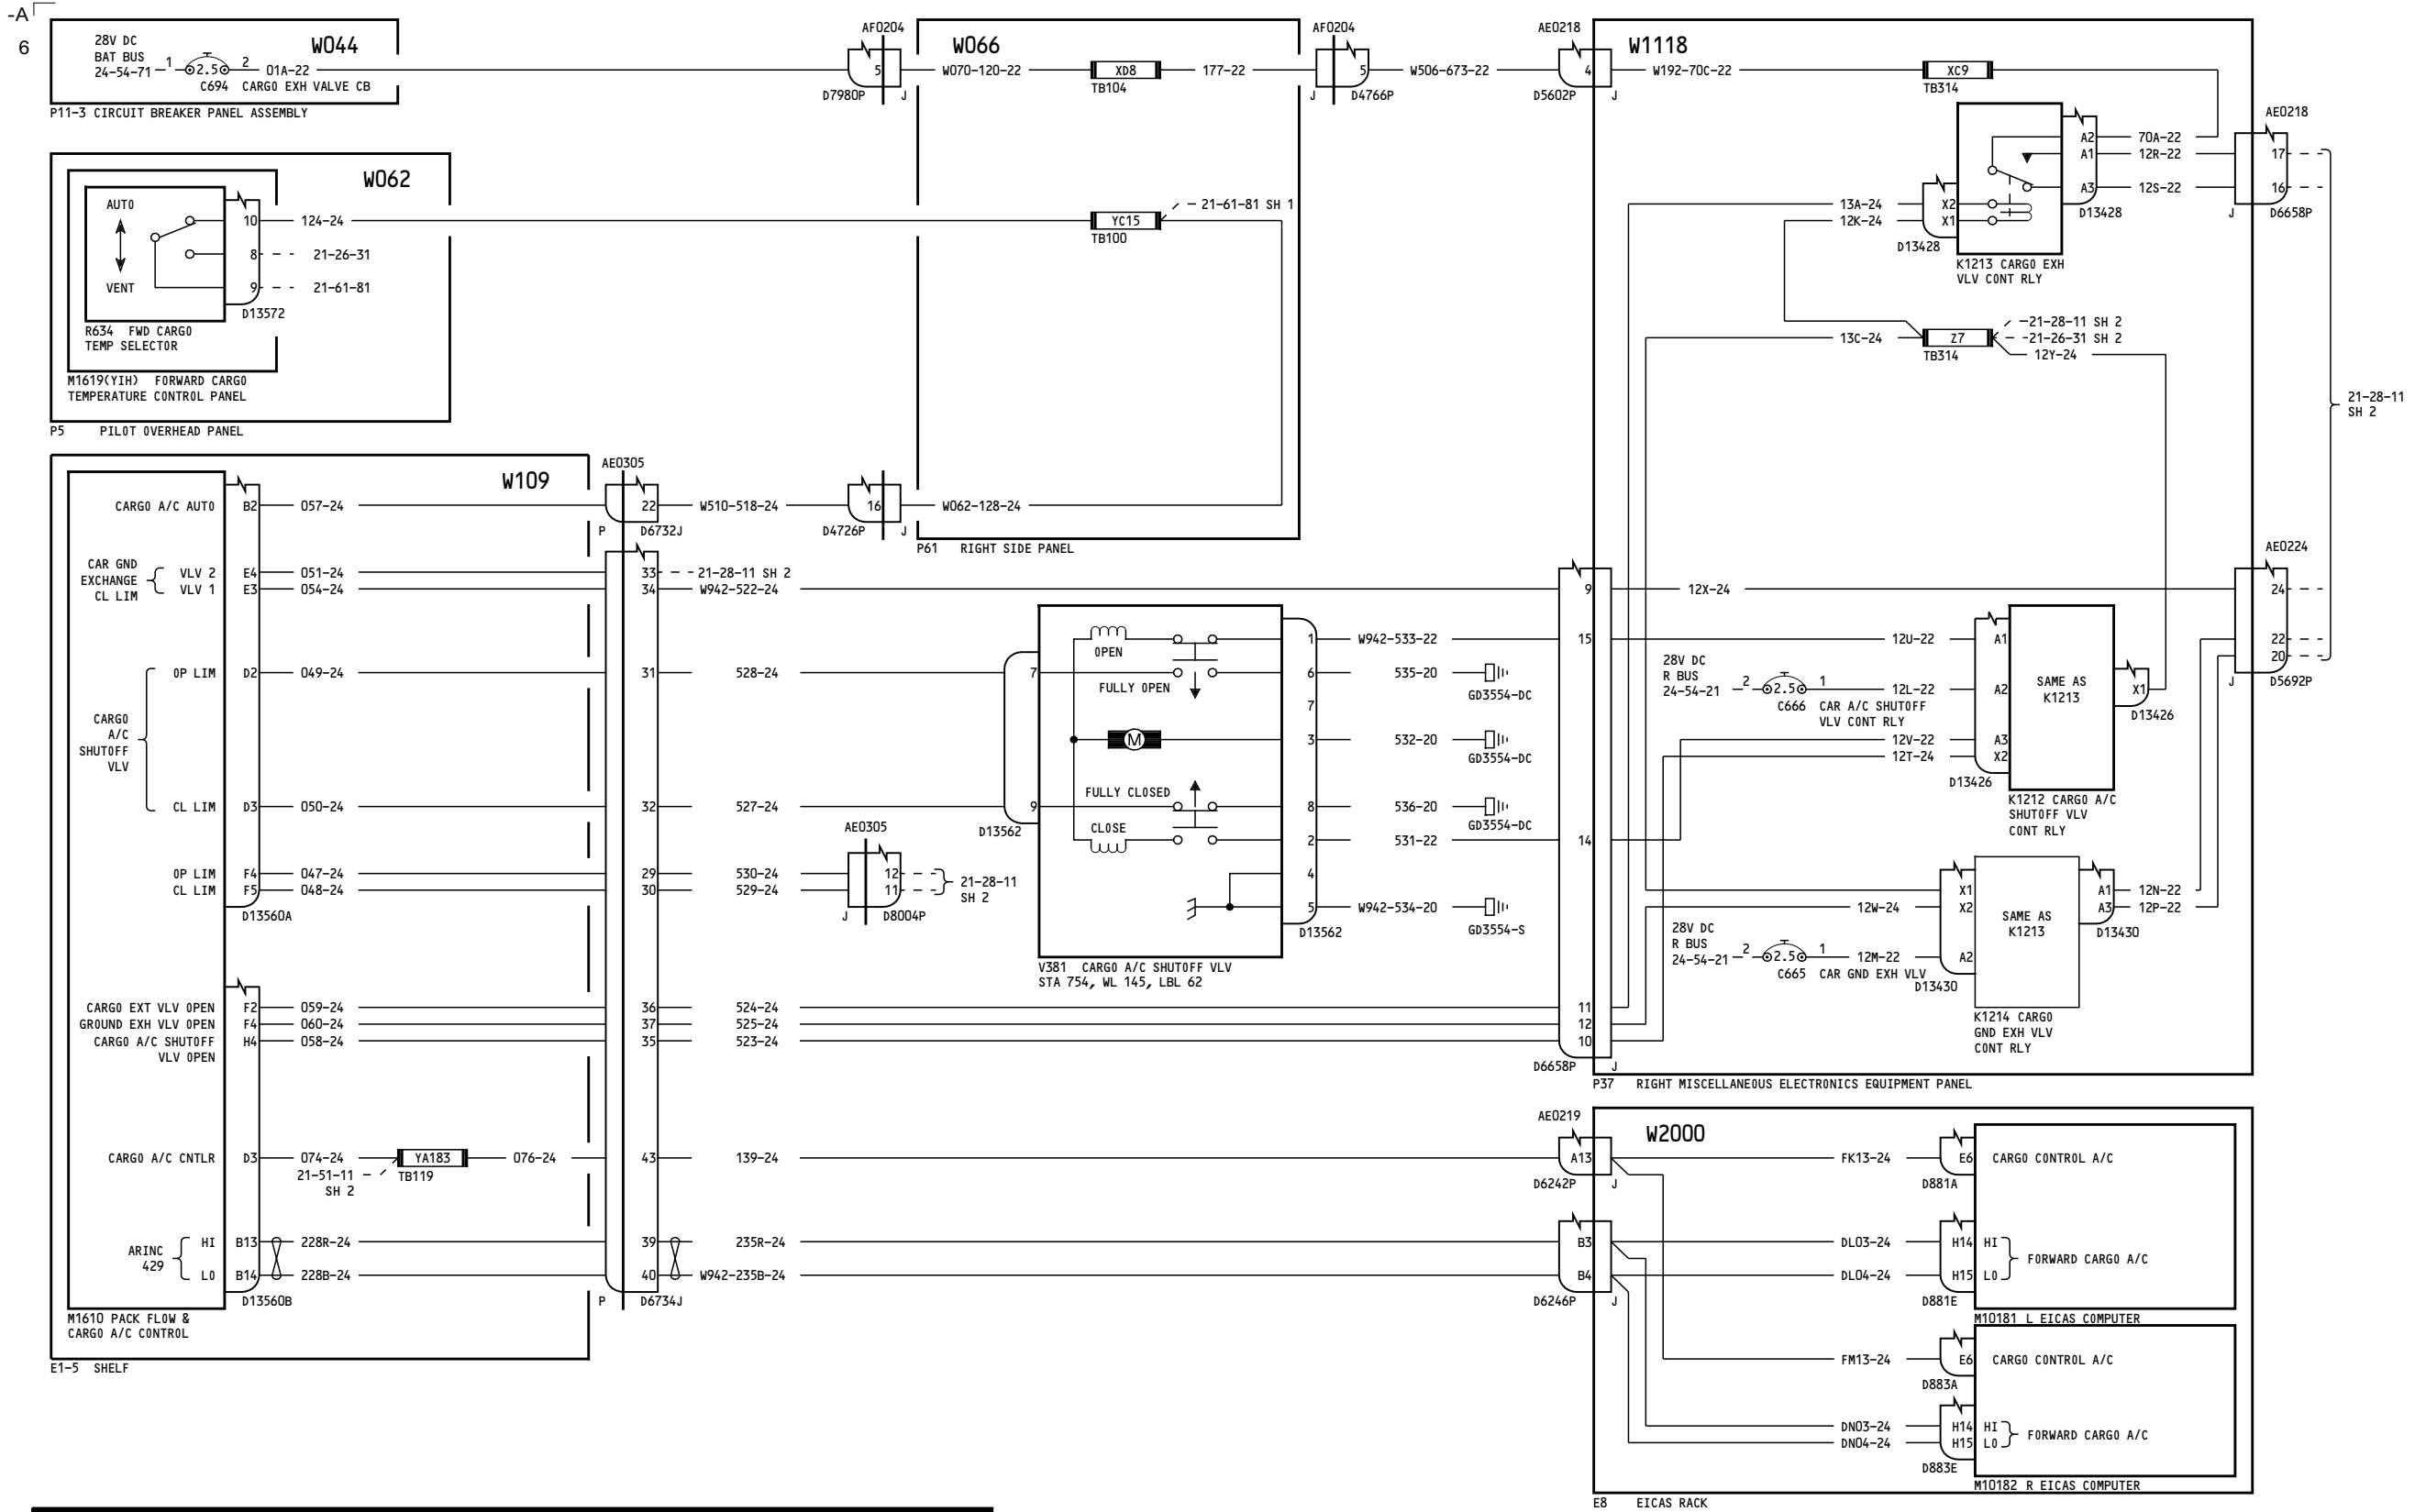 -A
6
28V DC
BAT BUS
24-54-71
1
2.5
2
01A-22
C694 CARGO EXH VALVE CB
W044
P11-3 CIRCUIT BREAKER PANEL ASSEMBLY
AF0204
5
D7980P
J
W066
W070-120-22
XD8
TB104
177-22
AF0204
5
J
D4766P
W506-673-22
AE0218
4
D5602P
J
W1118
W192-70C-22
XC9
TB314
W062
AUTO
VENT
10
8
9
124-24
21-26-31
21-61-81
D13572
R634 FWD CARGO
TEMP SELECTOR
M1619(YIH) FORWARD CARGO
TEMPERATURE CONTROL PANEL
P5 PILOT OVERHEAD PANEL
YC15
TB100
21-61-81 SH 1
A2
A1
A3
70A-22
12R-22
12S-22
D13428
AE0218
17
16
J
D6658P
13A-24
12K-24
X2
X1
D13428
K1213 CARGO EXH
VLV CONT RLY
13C-24
Z7
TB314
21-28-11 SH 2
21-26-31 SH 2
12Y-24
21-28-11
SH 2
W109
CARGO A/C AUTO
B2
057-24
AE0305
22
P
D6732J
W510-518-24
16
D4726P
J
W062-128-24
P61 RIGHT SIDE PANEL
CAR GND
EXCHANGE
CL LIM
VLV 2
VLV 1
E4
E3
051-24
054-24
33
34
21-28-11 SH 2
W942-522-24
9
12X-24
AE0224
24
22
20
J
D5692P
CARGO
A/C
SHUTOFF
VLV
OP LIM
D2
049-24
31
528-24
7
CL LIM
D3
050-24
32
527-24
9
D13562
OPEN
FULLY OPEN
M
FULLY CLOSED
CLOSE
1
6
7
3
8
2
4
5
D13562
W942-533-22
535-20
GD3554-DC
532-20
GD3554-DC
536-20
GD3554-DC
531-22
W942-534-20
GD3554-S
V381 CARGO A/C SHUTOFF VLV
STA 754, WL 145, LBL 62
15
14
12U-22
28V DC
R BUS
24-54-21
2
2.5
1
12L-22
C666 CAR A/C SHUTOFF
VLV CONT RLY
12V-22
12T-24
A1
A2
A3
X2
D13426
SAME AS
K1213
X1
D13426
K1212 CARGO A/C
SHUTOFF VLV
CONT RLY
OP LIM
CL LIM
F4
F5
047-24
048-24
D13560A
29
30
530-24
529-24
AE0305
12
11
J
D8004P
21-28-11
SH 2
X1
X2
12W-24
28V DC
R BUS
24-54-21
2
2.5
1
12M-22
C665 CAR GND EXH VLV
A2
D13430
SAME AS
K1213
A1
A3
12N-22
12P-22
D13430
K1214 CARGO
GND EXH VLV
CONT RLY
CARGO EXT VLV OPEN
GROUND EXH VLV OPEN
CARGO A/C SHUTOFF
VLV OPEN
F2
F4
H4
059-24
060-24
058-24
36
37
35
524-24
525-24
523-24
11
12
10
D6658P
J
P37 RIGHT MISCELLANEOUS ELECTRONICS EQUIPMENT PANEL
CARGO A/C CNTLR
D3
074-24
21-51-11
SH 2
YA183
TB119
076-24
43
139-24
AE0219
A13
D6242P
J
W2000
FK13-24
E6
CARGO CONTROL A/C
D881A
ARINC
429
HI
LO
B13
B14
228R-24
228B-24
D13560B
39
40
P
D6734J
235R-24
W942-235B-24
B3
B4
D6246P
J
DL03-24
DL04-24
H14
H15
HI
LO
FORWARD CARGO A/C
D881E
M10181 L EICAS COMPUTER
M1610 PACK FLOW &
CARGO A/C CONTROL
E1-5 SHELF
FM13-24
E6
CARGO CONTROL A/C
D883A
DN03-24
DN04-24
H14
H15
HI
LO
FORWARD CARGO A/C
D883E
M10182 R EICAS COMPUTER
E8 EICAS RACK